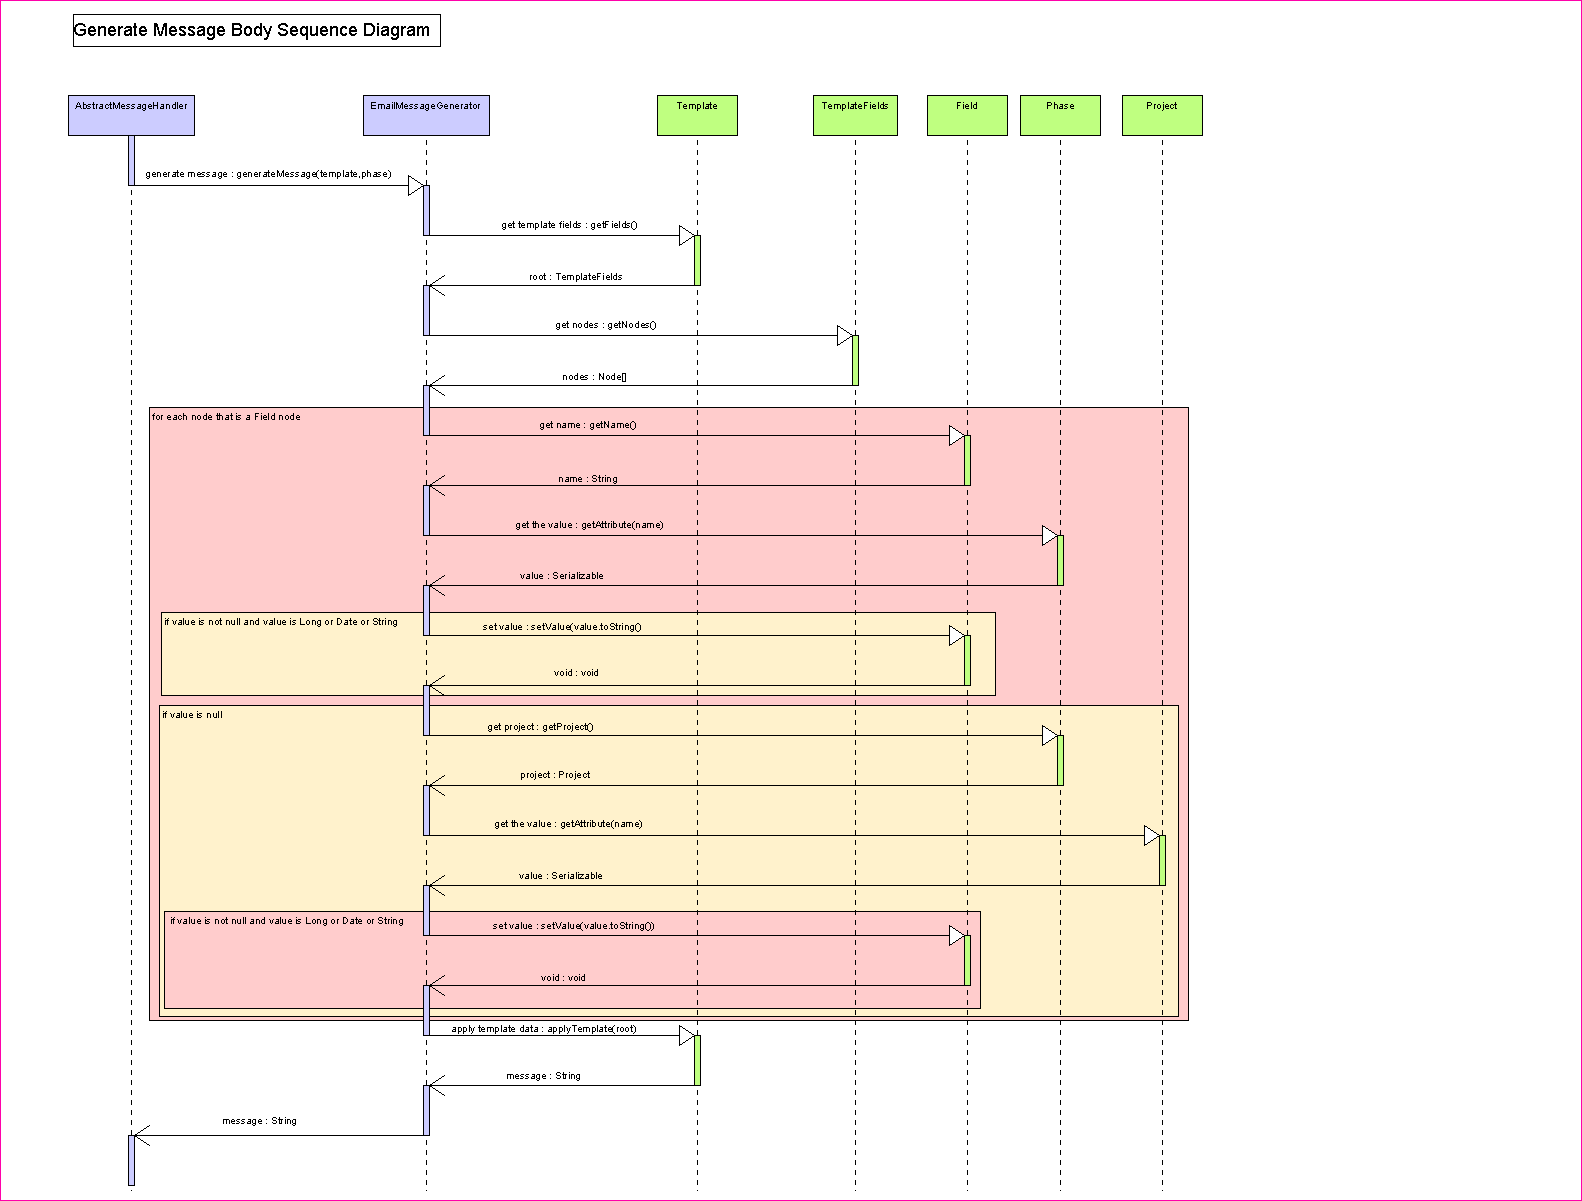 Generate Message Body Sequence Diagram
AbstractMessageHandler
EmailMessageGenerator
Template
TemplateFields
Field
Phase
Project
generate message : generateMessage(template,phase)
get template fields : getFields()
root : TemplateFields
get nodes : getNodes()
nodes : Node[]
for each node that is a Field node
get name : getName()
name : String
get the value : getAttribute(name)
value : Serializable
if value is not null and value is Long or Date or String
set value : setValue(value.toString()
void : void
if value is null
get project : getProject()
project : Project
get the value : getAttribute(name)
value : Serializable
if value is not null and value is Long or Date or String
set value : setValue(value.toString())
void : void
apply template data : applyTemplate(root)
message : String
message : String